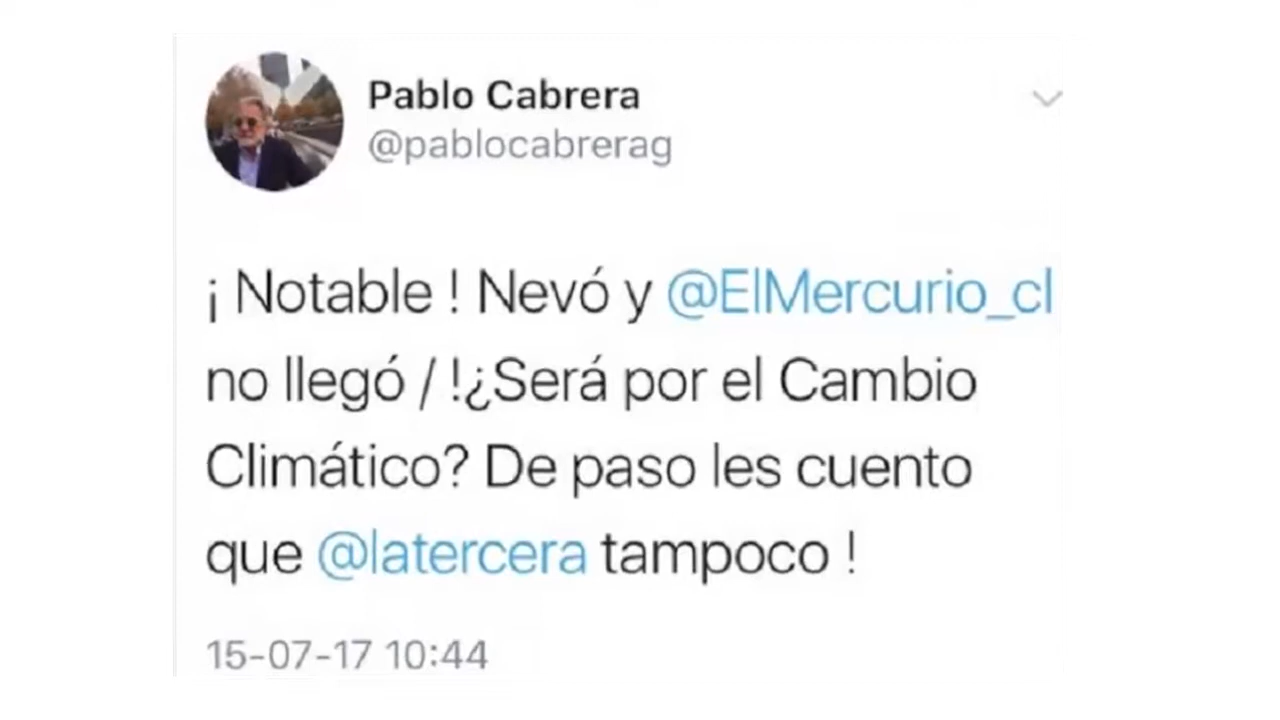 Pablo Cabrera
@pablocabrerag
¡ Notable ! Nevó y @ElMercurio_cl
no llegó / !¿Será por el Cambio
Climático? De paso les cuento
que @latercera tampoco !
15-07-17 10:44